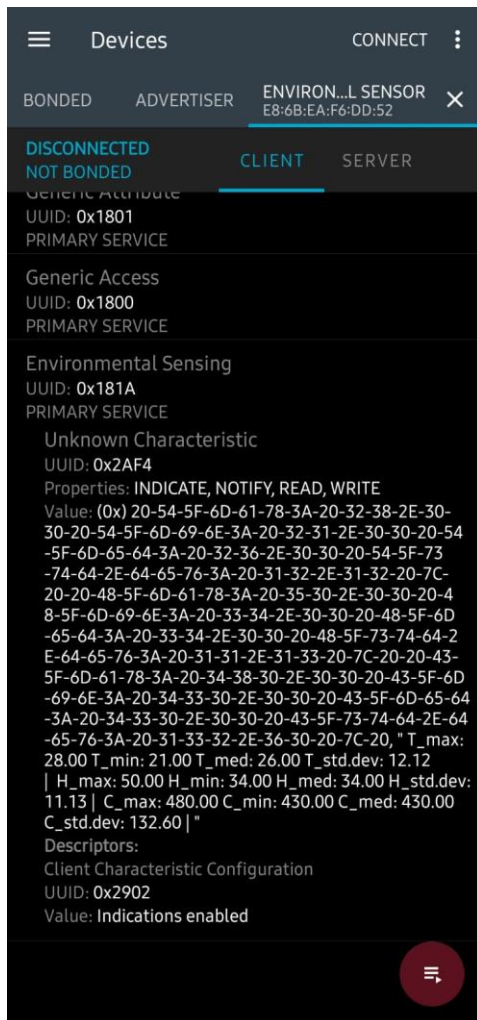 Devices
CONNECT
BONDED
ADVERTISER
ENVIRON...L SENSOR
E8:6B:EA:F6:DD:52
DISCONNECTED
NOT BONDED
CLIENT
SERVER
Generic Attribute
UUID: 0x1801
PRIMARY SERVICE
Generic Access
UUID: 0x1800
PRIMARY SERVICE
Environmental Sensing
UUID: 0x181A
PRIMARY SERVICE
Unknown Characteristic
UUID: 0x2AF4
Properties: INDICATE, NOTIFY, READ, WRITE
Value: (0x) 20-54-5F-6D-61-78-3A-20-32-38-2E-30-
30-20-54-5F-6D-69-6E-3A-20-32-31-2E-30-30-20-54
-5F-6D-65-64-3A-20-32-36-2E-30-30-20-54-5F-73
-74-64-2E-64-65-76-3A-20-31-32-2E-31-32-20-7C-
20-20-48-5F-6D-61-78-3A-20-35-30-2E-30-30-20-4
8-5F-6D-69-6E-3A-20-33-34-2E-30-30-20-48-5F-6D
-65-64-3A-20-33-34-2E-30-30-20-48-5F-73-74-64-2
E-64-65-76-3A-20-31-31-2E-31-33-20-7C-20-20-43-
5F-6D-61-78-3A-20-34-38-30-2E-30-30-20-43-5F-6D
-69-6E-3A-20-34-33-30-2E-30-30-20-43-5F-6D-65-64
-3A-20-34-33-30-2E-30-30-20-43-5F-73-74-64-2E-64
-65-76-3A-20-31-33-32-2E-36-30-20-7C-20, " T_max:
28.00 T_min: 21.00 T_med: 26.00 T_std.dev: 12.12
| H_max: 50.00 H_min: 34.00 H_med: 34.00 H_std.dev:
11.13 | C_max: 480.00 C_min: 430.00 C_med: 430.00
C_std.dev: 132.60 | "
Descriptors:
Client Characteristic Configuration
UUID: 0x2902
Value: Indications enabled